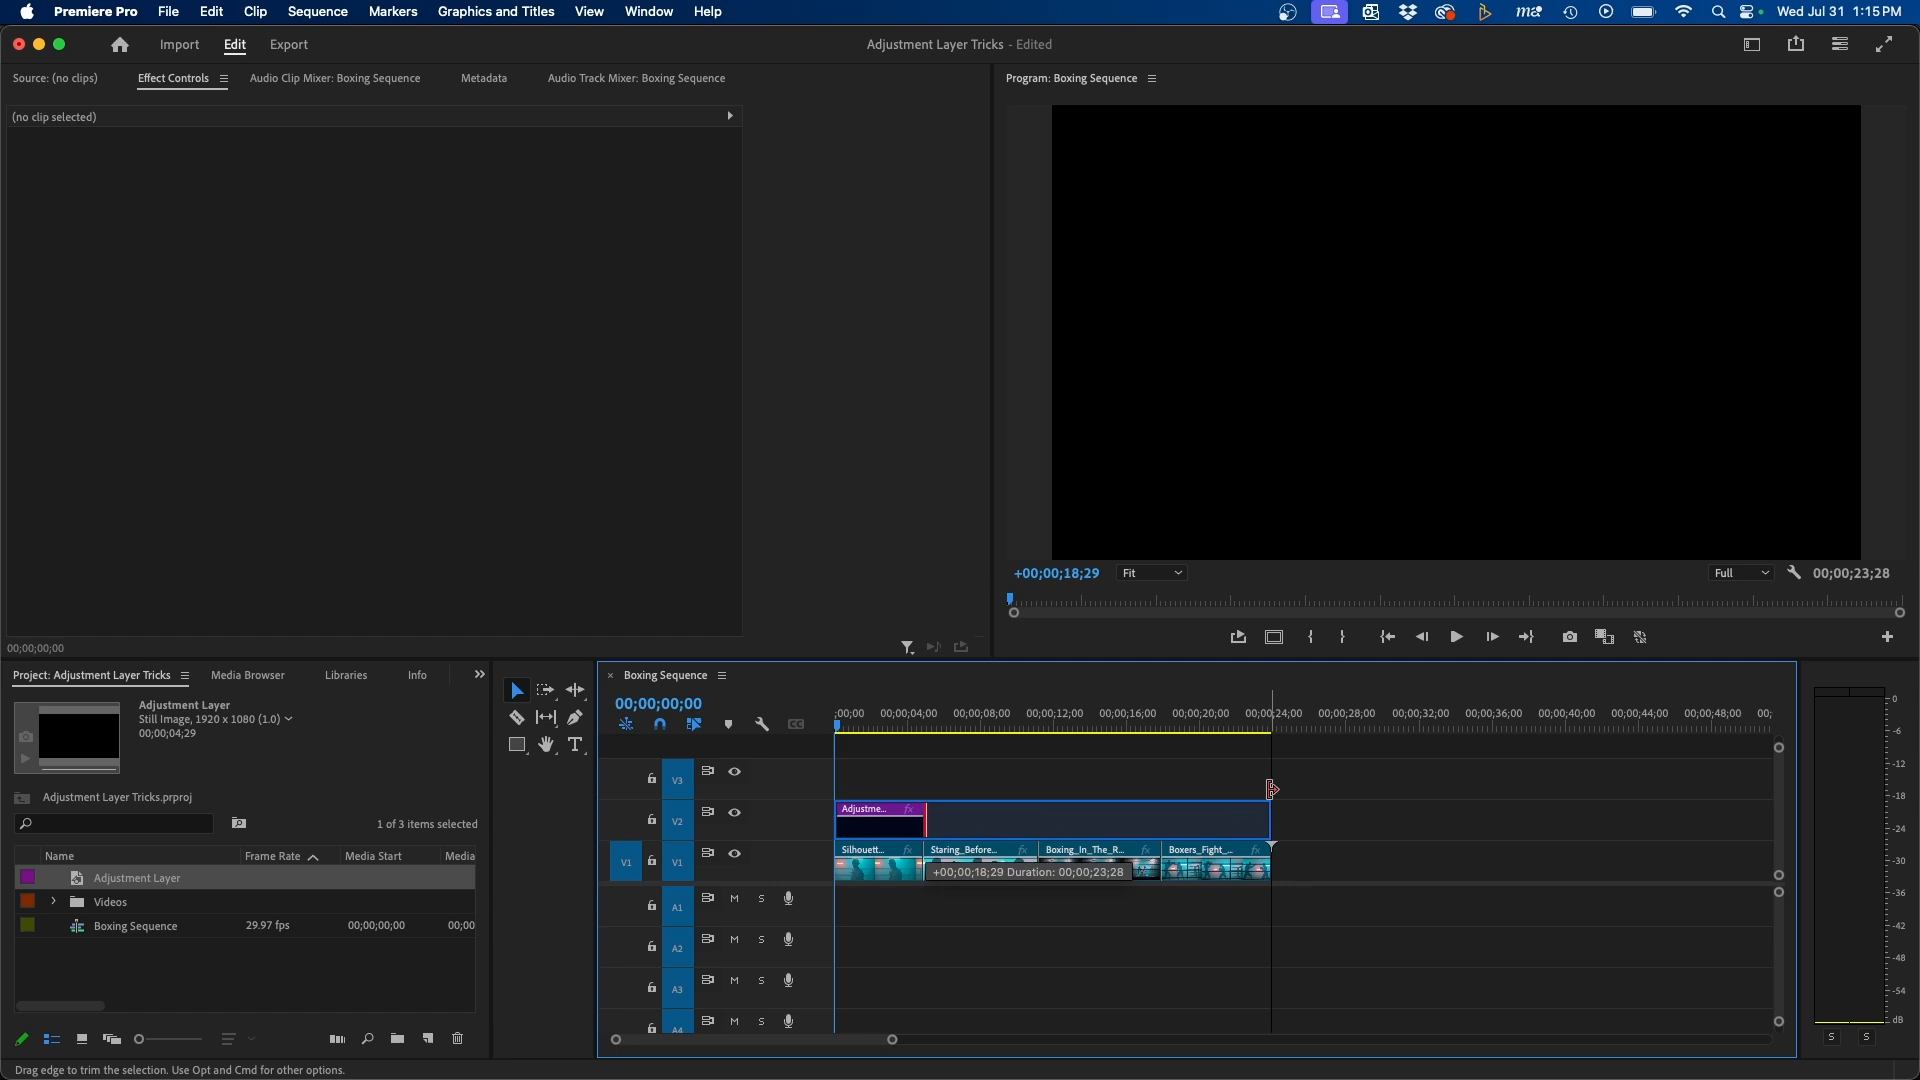 Premiere Pro File Edit Clip Sequence Markers Graphics and Titles View Window Help Wed Jul 31 1:15 PM
Import Edit Export Adjustment Layer Tricks - Edited
Source: (no clips) Effect Controls Audio Clip Mixer: Boxing Sequence Metadata Audio Track Mixer: Boxing Sequence
Program: Boxing Sequence
(no clip selected)
+00;00;18;29 Fit Full 00;00;23;28
00;00;00;00
Project: Adjustment Layer Tricks Media Browser Libraries Info
Adjustment Layer
Still Image, 1920 x 1080 (1.0)
00;00;04;29
Adjustment Layer Tricks.prproj
1 of 3 items selected
Name Frame Rate Media Start Media
Adjustment Layer
Videos
Boxing Sequence 29.97 fps 00;00;00;00 00;00
Boxing Sequence
00;00;00;00
;00;00 00;00;04;00 00;00;08;00 00;00;12;00 00;00;16;00 00;00;20;00 00;00;24;00 00;00;28;00 00;00;32;00 00;00;36;00 00;00;40;00 00;00;44;00 00;00;48;00 00;
V3
Adjustme... fx
V2
Silhouett... fx Staring_Before... fx Boxing_In_The_R... fx Boxers_Fight_... fx
V1 V1
+00;00;18;29 Duration: 00;00;23;28
A1 M S
A2 M S
A3 M S
A4 M S
0
-6
-12
-18
-24
-30
-36
-42
-48
-54
dB
S S
Drag edge to trim the selection. Use Opt and Cmd for other options.